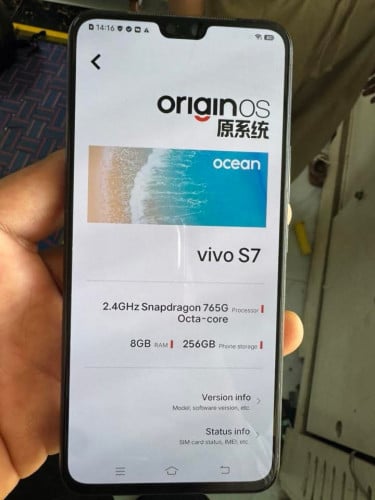 14:16
originos
原系统
ocean
vivo S7
2.4GHz Snapdragon 765G Processor
Octa-core
8GB RAM 256GB Phone storage
Version info
Model, software version, etc.
Status info
SIM card status, IMEI, etc.